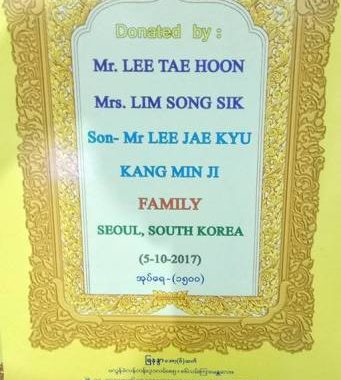 Donated by :
Mr. LEE TAE HOON
Mrs. LIM SONG SIK
Son- Mr LEE JAE KYU
KANG MIN JI
FAMILY
SEOUL, SOUTH KOREA
(5-10-2017)
အုပ်ရေ - (၁၅၀၀)